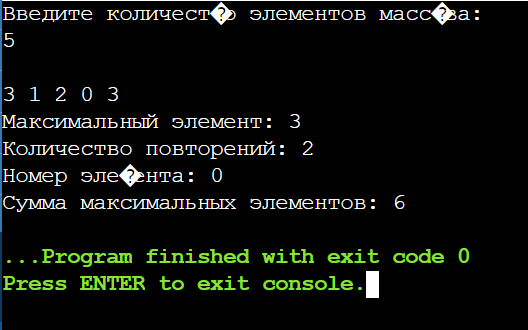 Введите количест�о элементов масс�ва:
5
3 1 2 0 3
Максимальный элемент: 3
Количество повторений: 2
Номер эле�ента: 0
Сумма максимальных элементов: 6
...Program finished with exit code 0
Press ENTER to exit console.